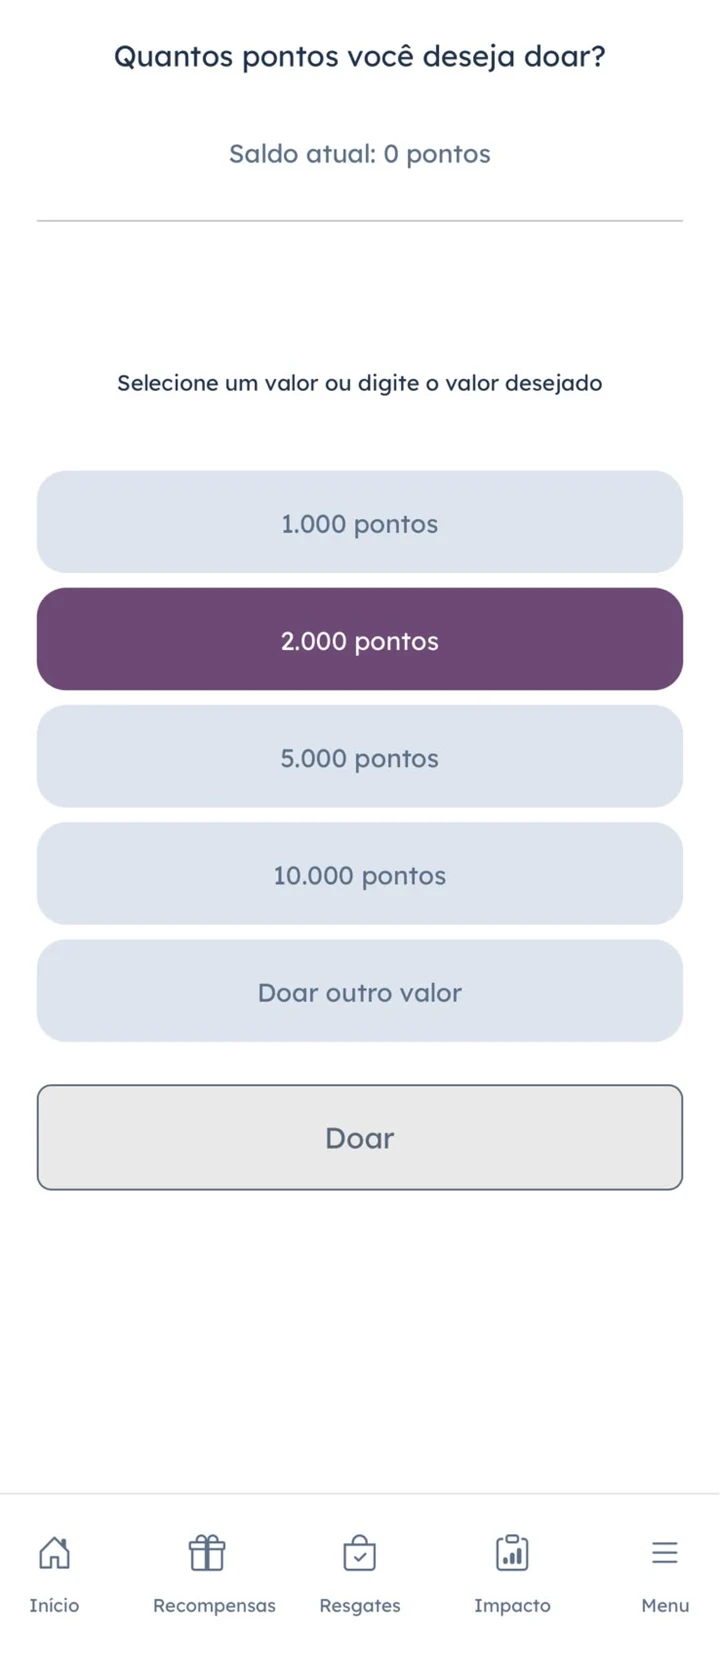 Quantos pontos você deseja doar?
Saldo atual: 0 pontos
Selecione um valor ou digite o valor desejado
1.000 pontos
2.000 pontos
5.000 pontos
10.000 pontos
Doar outro valor
Doar
Início
Recompensas
Resgates
Impacto
Menu